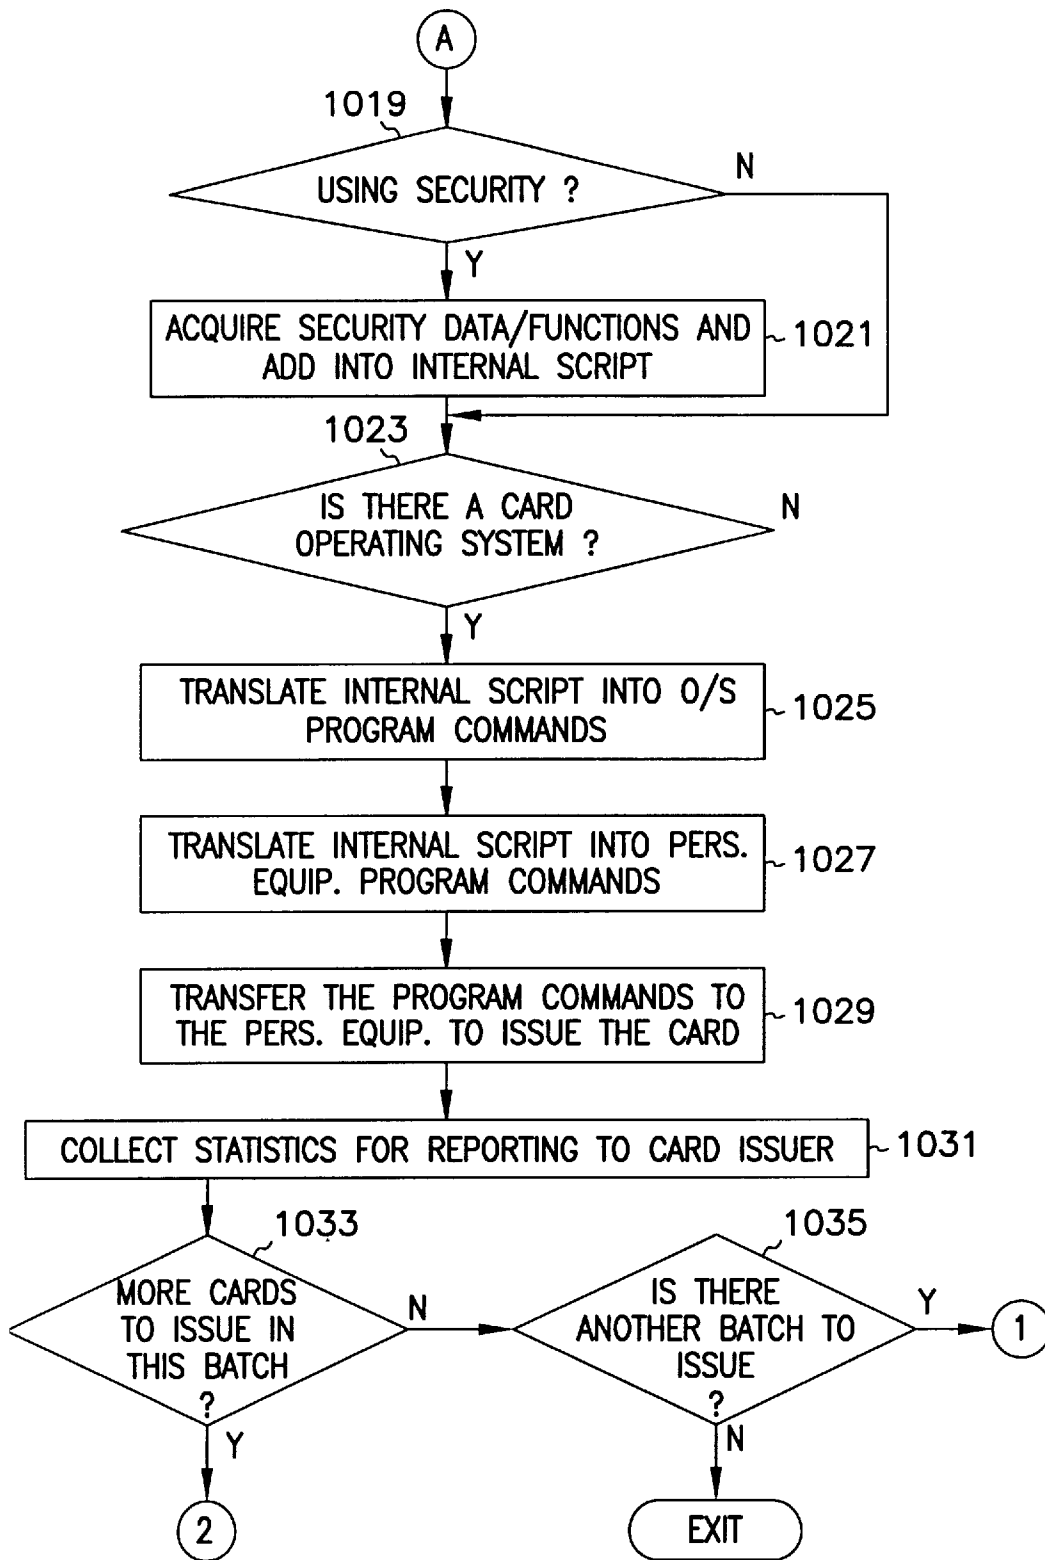 A
1019
USING SECURITY ?
N
Y
ACQUIRE SECURITY DATA/FUNCTIONS AND
ADD INTO INTERNAL SCRIPT
1021
1023
IS THERE A CARD
OPERATING SYSTEM ?
N
Y
TRANSLATE INTERNAL SCRIPT INTO O/S
PROGRAM COMMANDS
1025
TRANSLATE INTERNAL SCRIPT INTO PERS.
EQUIP. PROGRAM COMMANDS
1027
TRANSFER THE PROGRAM COMMANDS TO
THE PERS. EQUIP. TO ISSUE THE CARD
1029
COLLECT STATISTICS FOR REPORTING TO CARD ISSUER
1031
1033
MORE CARDS
TO ISSUE IN
THIS BATCH
?
N
Y
2
1035
IS THERE
ANOTHER BATCH TO
ISSUE
?
Y
1
N
EXIT